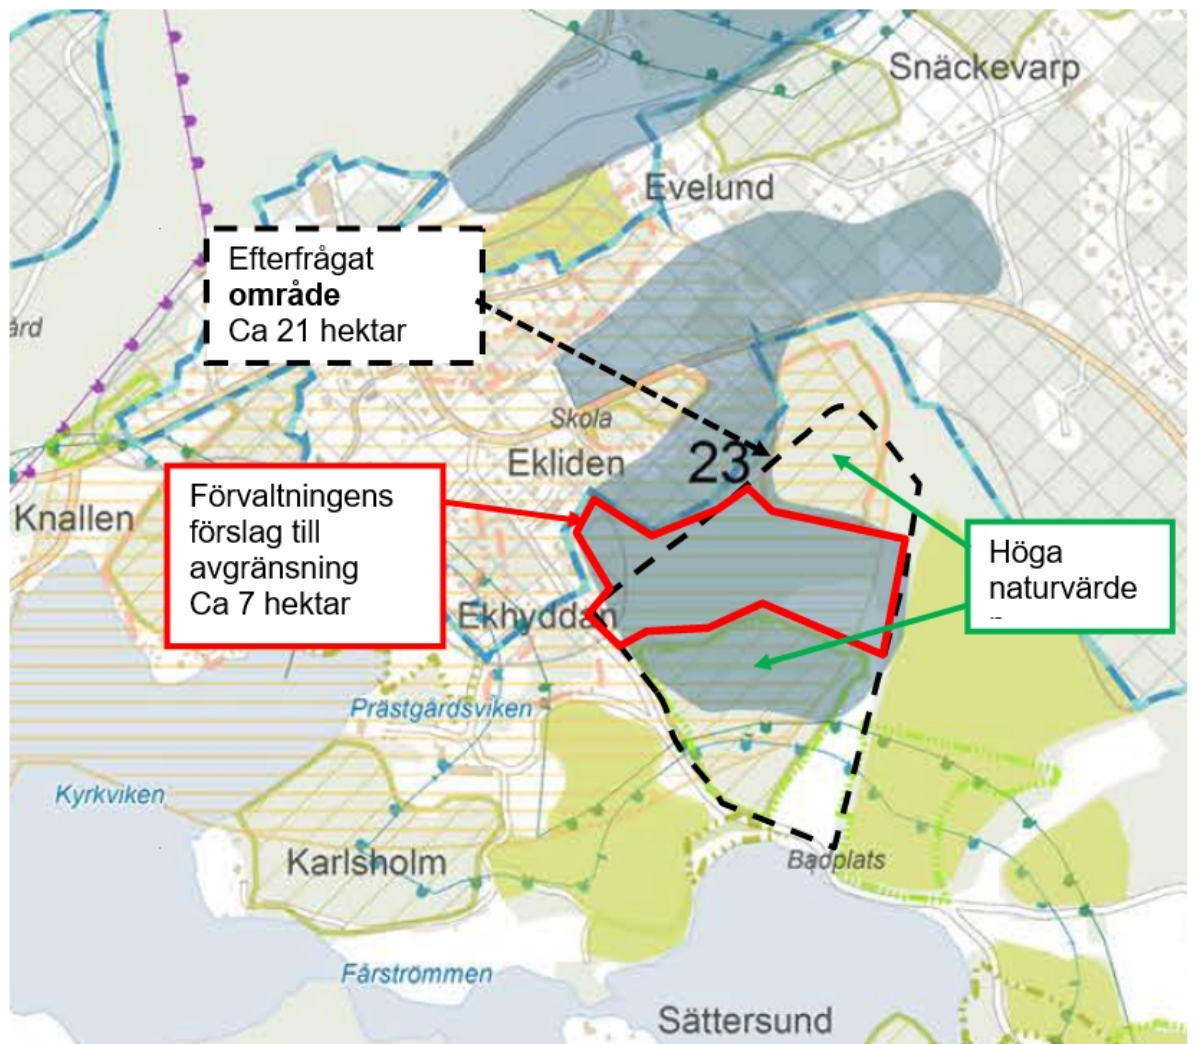 Snäckevarp
Evelund
Efterfrågat
område
Ca 21 hektar
ård
Skola
Ekliden
23
Förvaltningens
förslag till
avgränsning
Ca 7 hektar
Knallen
Höga
naturvärde
Ekhyddan
Prästgårdsviken
Kyrkviken
Karlsholm
Badplats
Fårströmmen
Sättersund